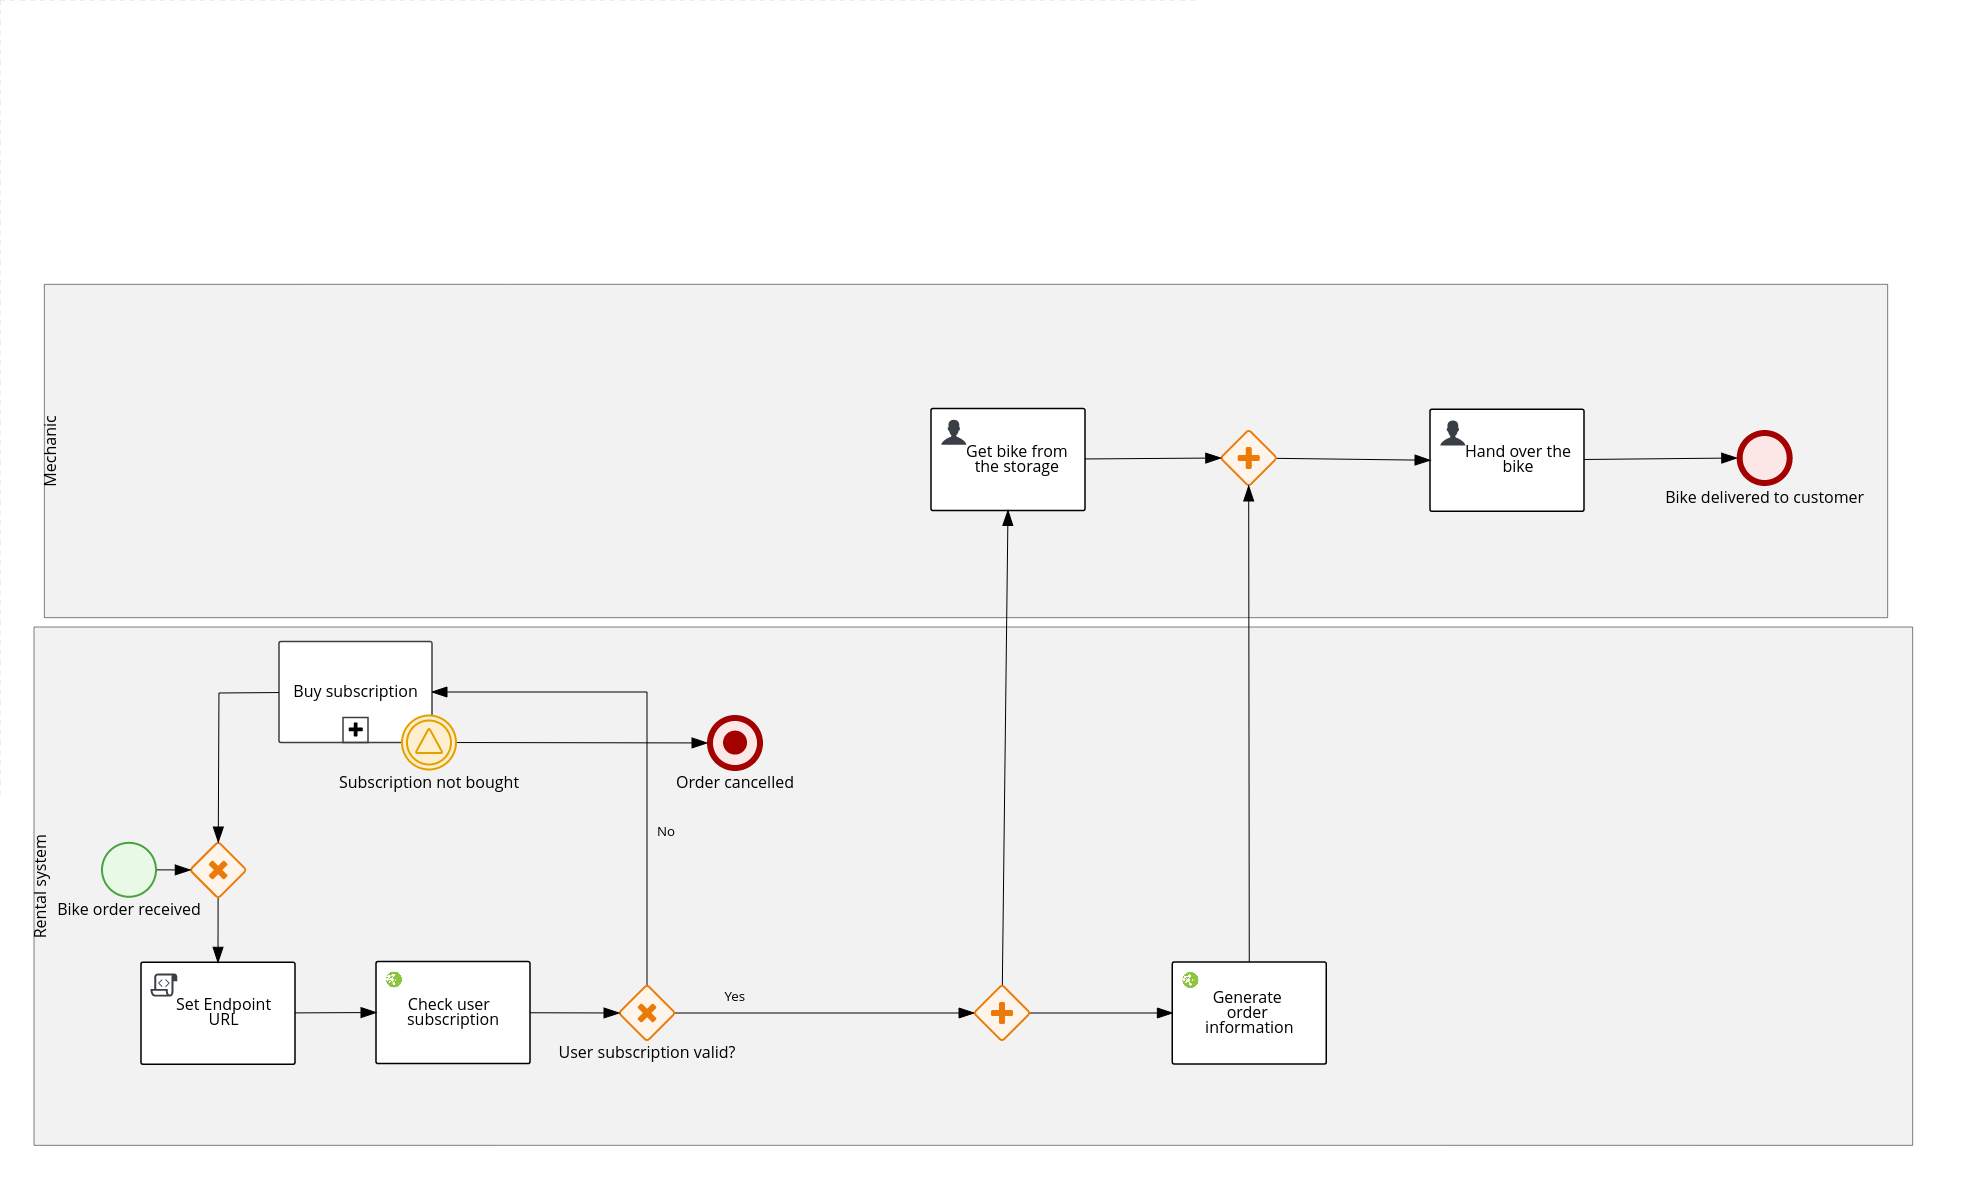 Mechanic
Get bike from
the storage
Hand over the
bike
Bike delivered to customer
Rental system
Buy subscription
Subscription not bought
Order cancelled
No
Bike order received
Set Endpoint
URL
Check user
subscription
User subscription valid?
Yes
Generate
order
information